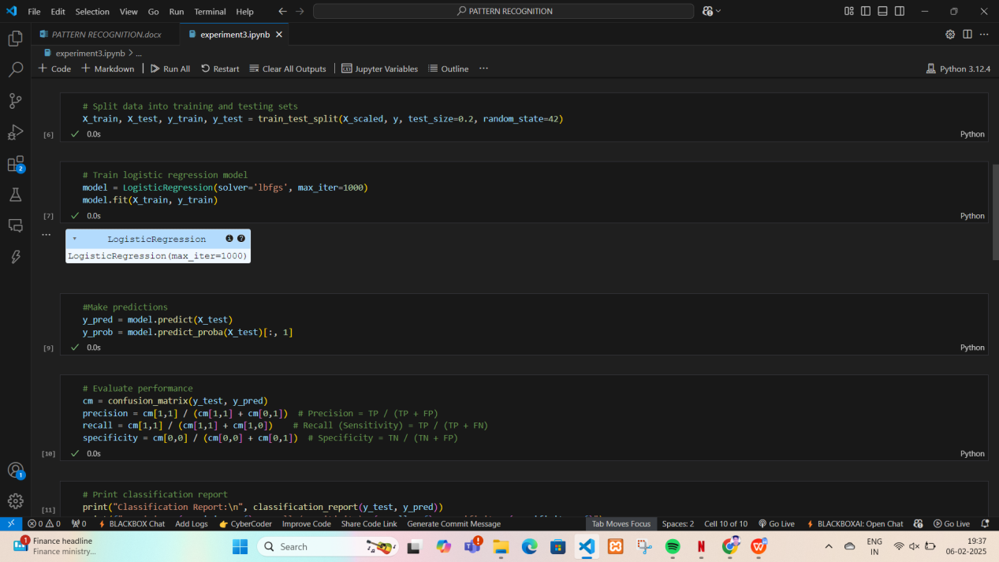 File Edit Selection View Go Run Terminal Help
PATTERN RECOGNITION
PATTERN RECOGNITION.docx
experiment3.ipynb
experiment3.ipynb > ...
+ Code + Markdown Run All Restart Clear All Outputs Jupyter Variables Outline ...
Python 3.12.4
# Split data into training and testing sets
X_train, X_test, y_train, y_test = train_test_split(X_scaled, y, test_size=0.2, random_state=42)
[6] 0.0s Python
# Train logistic regression model
model = LogisticRegression(solver='lbfgs', max_iter=1000)
model.fit(X_train, y_train)
[7] 0.0s Python
...
LogisticRegression
LogisticRegression(max_iter=1000)
#Make predictions
y_pred = model.predict(X_test)
y_prob = model.predict_proba(X_test)[:, 1]
[9] 0.0s Python
# Evaluate performance
cm = confusion_matrix(y_test, y_pred)
precision = cm[1,1] / (cm[1,1] + cm[0,1])  # Precision = TP / (TP + FP)
recall = cm[1,1] / (cm[1,1] + cm[1,0])    # Recall (Sensitivity) = TP / (TP + FN)
specificity = cm[0,0] / (cm[0,0] + cm[0,1])  # Specificity = TN / (TN + FP)
[10] 0.0s Python
# Print classification report
[11] print("Classification Report:\n", classification_report(y_test, y_pred))
2
1
0 0 0 BLACKBOX Chat Add Logs CyberCoder Improve Code Share Code Link Generate Commit Message Tab Moves Focus Spaces: 2 Cell 10 of 10 Go Live BLACKBOXAI: Open Chat Go Live
1
Finance headline
Finance ministry...
Search
ENG
IN
19:37
06-02-2025